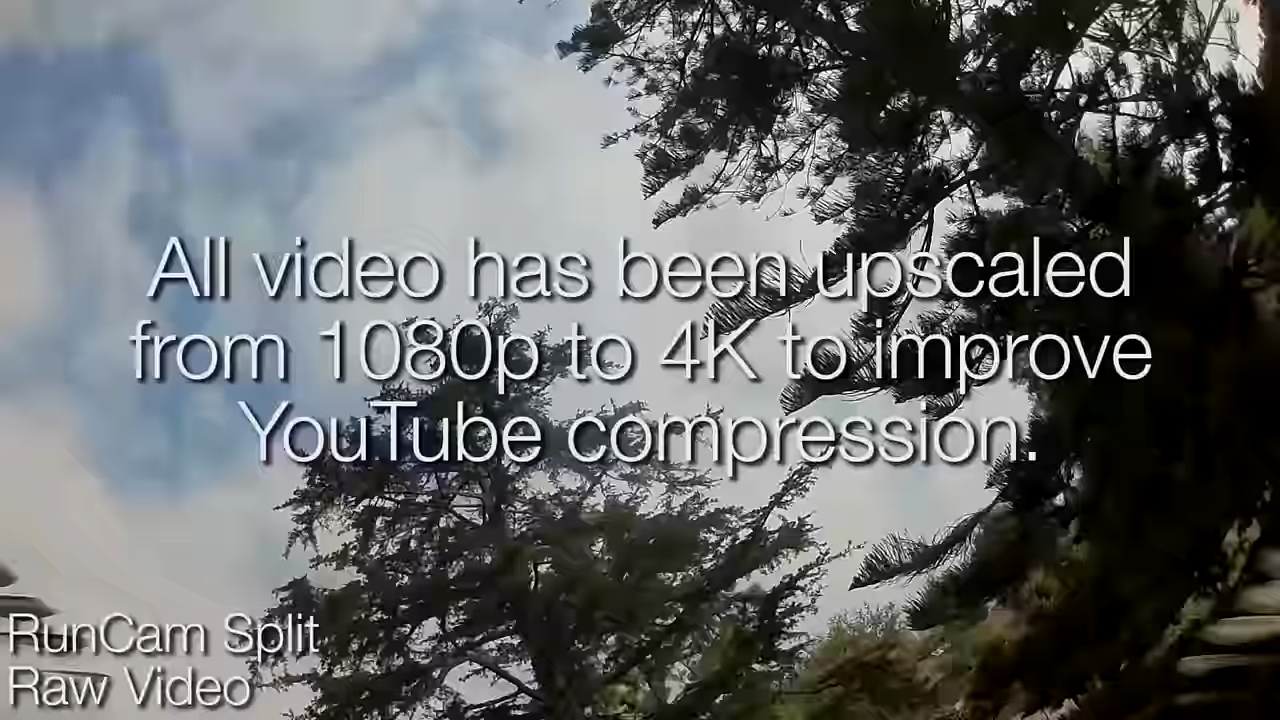 All video has been upscaled
from 1080p to 4K to improve
YouTube compression.
RunCam Split
Raw Video